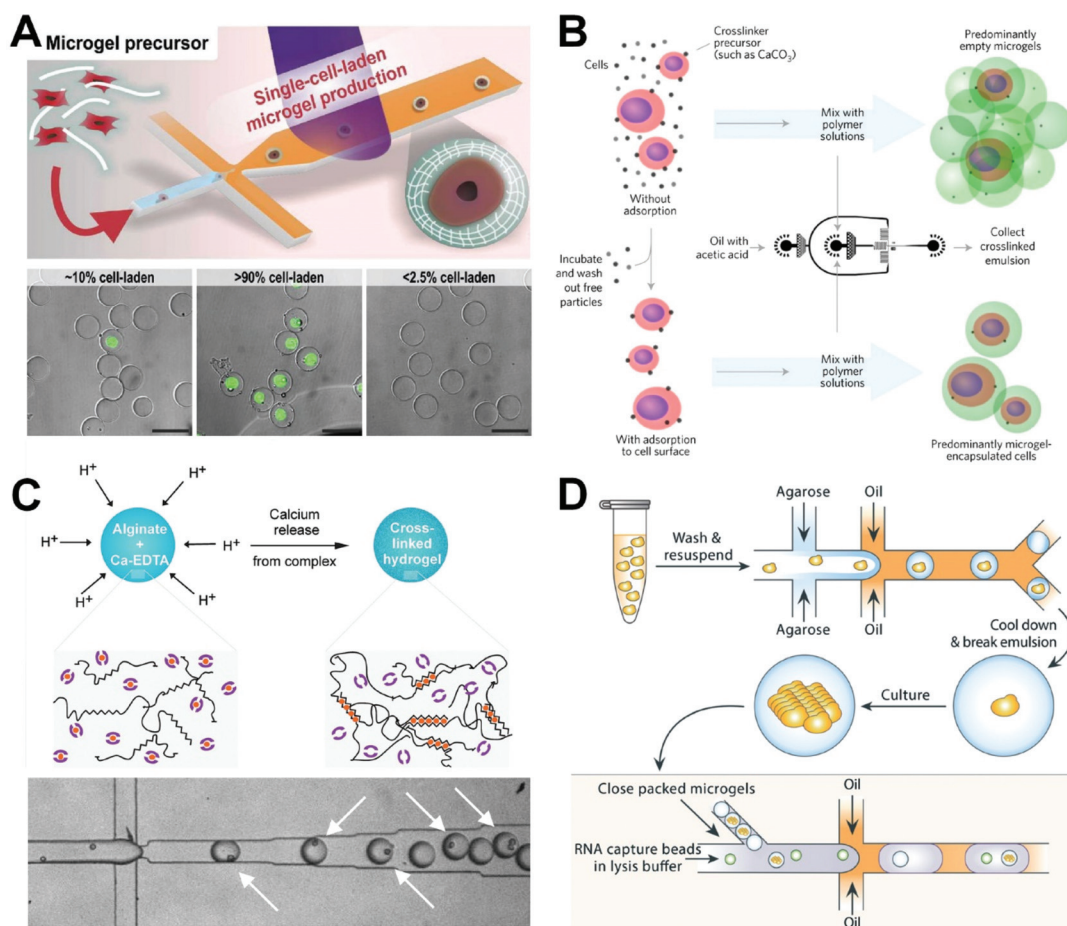 A
Microgel precursor
Single-cell-laden
microgel production
~10% cell-laden
>90% cell-laden
<2.5% cell-laden
B
Cells
Crosslinker
precursor
(such as CaCO3)
Predominantly
empty microgels
Mix with
polymer
solutions
Without
adsorption
Oil with
acetic acid
Collect
crosslinked
emulsion
Incubate
and wash
out free
particles
Mix with
polymer
solutions
With adsorption
to cell surface
Predominantly microgel-
encapsulated cells
C
H+
H+
H+
H+
H+
H+
H+
H+
Alginate
+
Ca-EDTA
Calcium
release
from complex
Cross-
linked
hydrogel
D
Wash &
resuspend
Agarose
Oil
Agarose
Oil
Cool down
& break emulsion
Culture
Close packed microgels
Oil
RNA capture beads
in lysis buffer
Oil